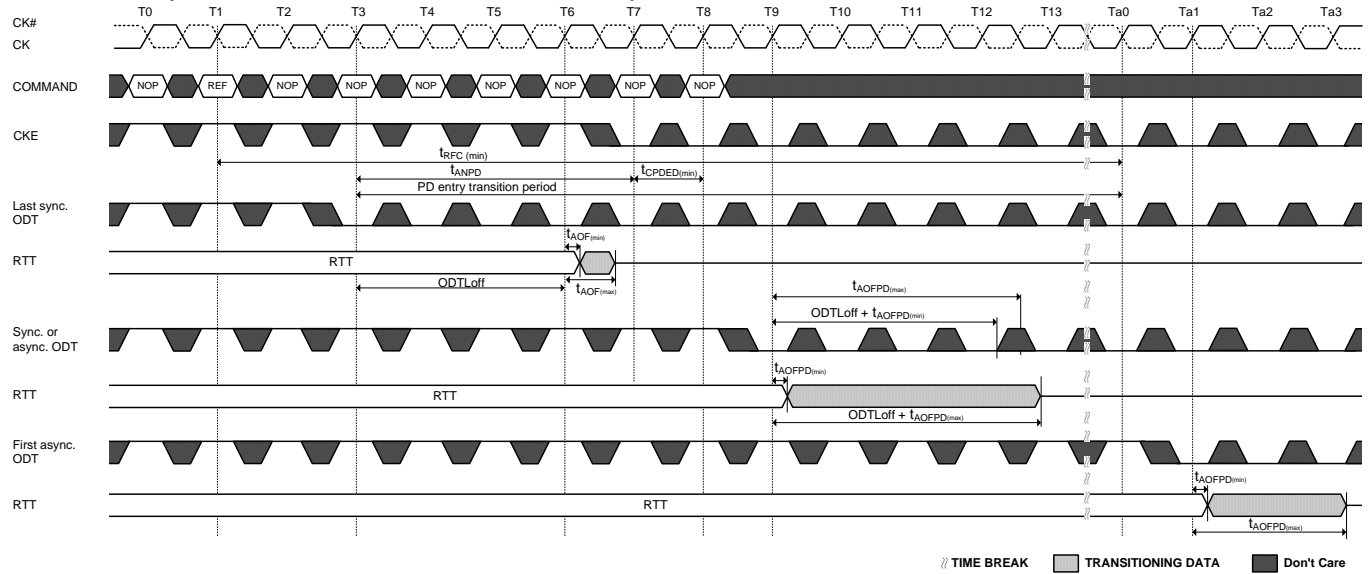 T0 T1 T2 T3 T4 T5 T6 T7 T8 T9 T10 T11 T12 T13 Ta0 Ta1 Ta2 Ta3
CK#
CK
COMMAND NOP REF NOP NOP NOP NOP NOP NOP NOP
CKE
tRFC (min)
tANPD tCPDED(min)
PD entry transition period
Last sync.
ODT
tAOF(min)
RTT RTT
ODTLoff tAOF(max)
tAOFPD(max)
ODTLoff + tAOFPD(min)
Sync. or
async. ODT
tAOFPD(min)
RTT RTT
ODTLoff + tAOFPD(max)
First async.
ODT
tAOFPD(min)
RTT RTT
tAOFPD(max)
TIME BREAK TRANSITIONING DATA Don't Care